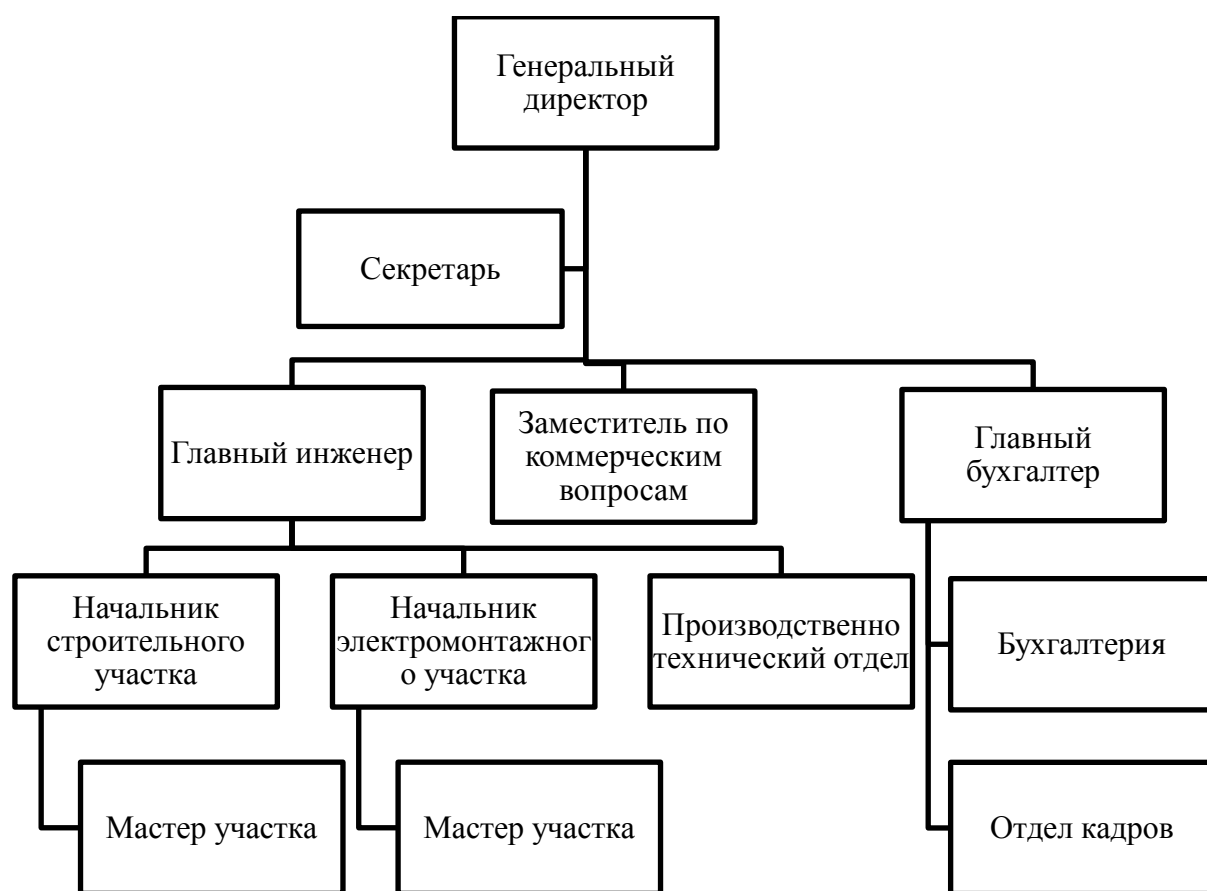 Генеральный
директор
Секретарь
Главный инженер
Заместитель по
коммерческим
вопросам
Главный
бухгалтер
Начальник
строительного
участка
Начальник
электромонтажног
о участка
Производственно
технический отдел
Бухгалтерия
Мастер участка
Мастер участка
Отдел кадров